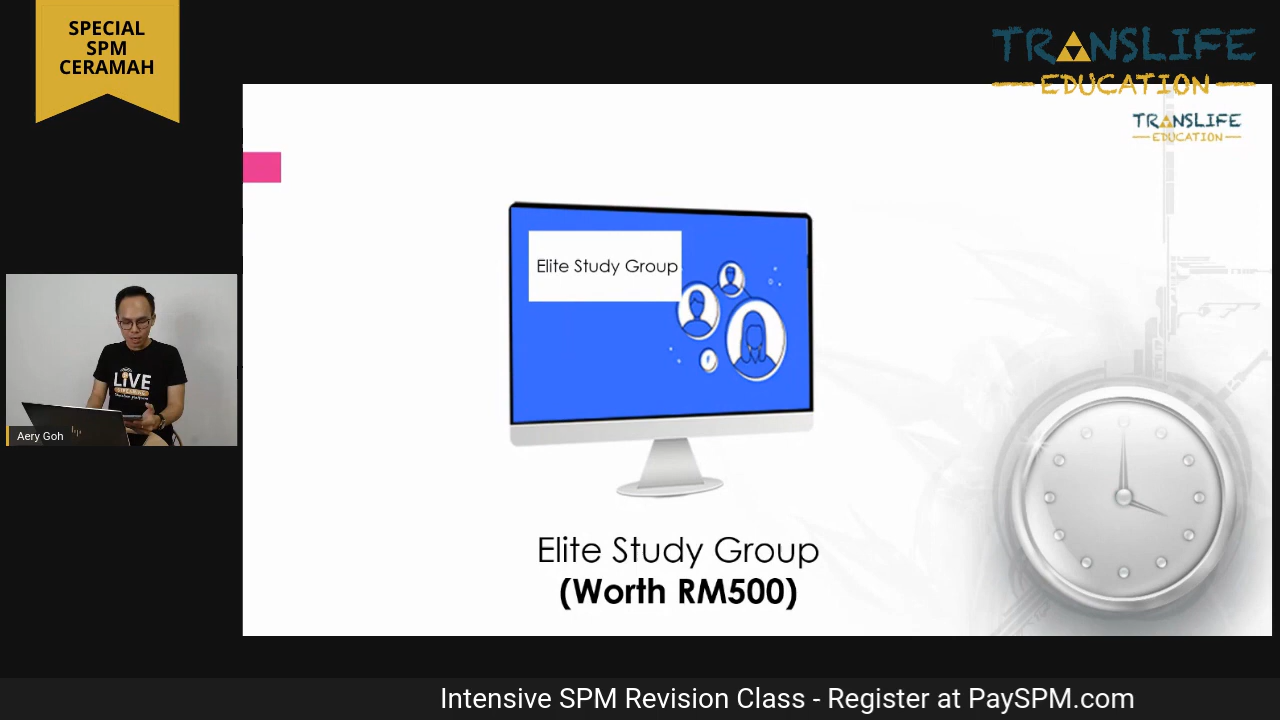 SPECIAL
SPM
CERAMAH
TRANSLIFE
EDUCATION
TRANSLIFE
EDUCATION
Elite Study Group
LIVE
Aery Goh
Elite Study Group
(Worth RM500)
Intensive SPM Revision Class - Register at PaySPM.com